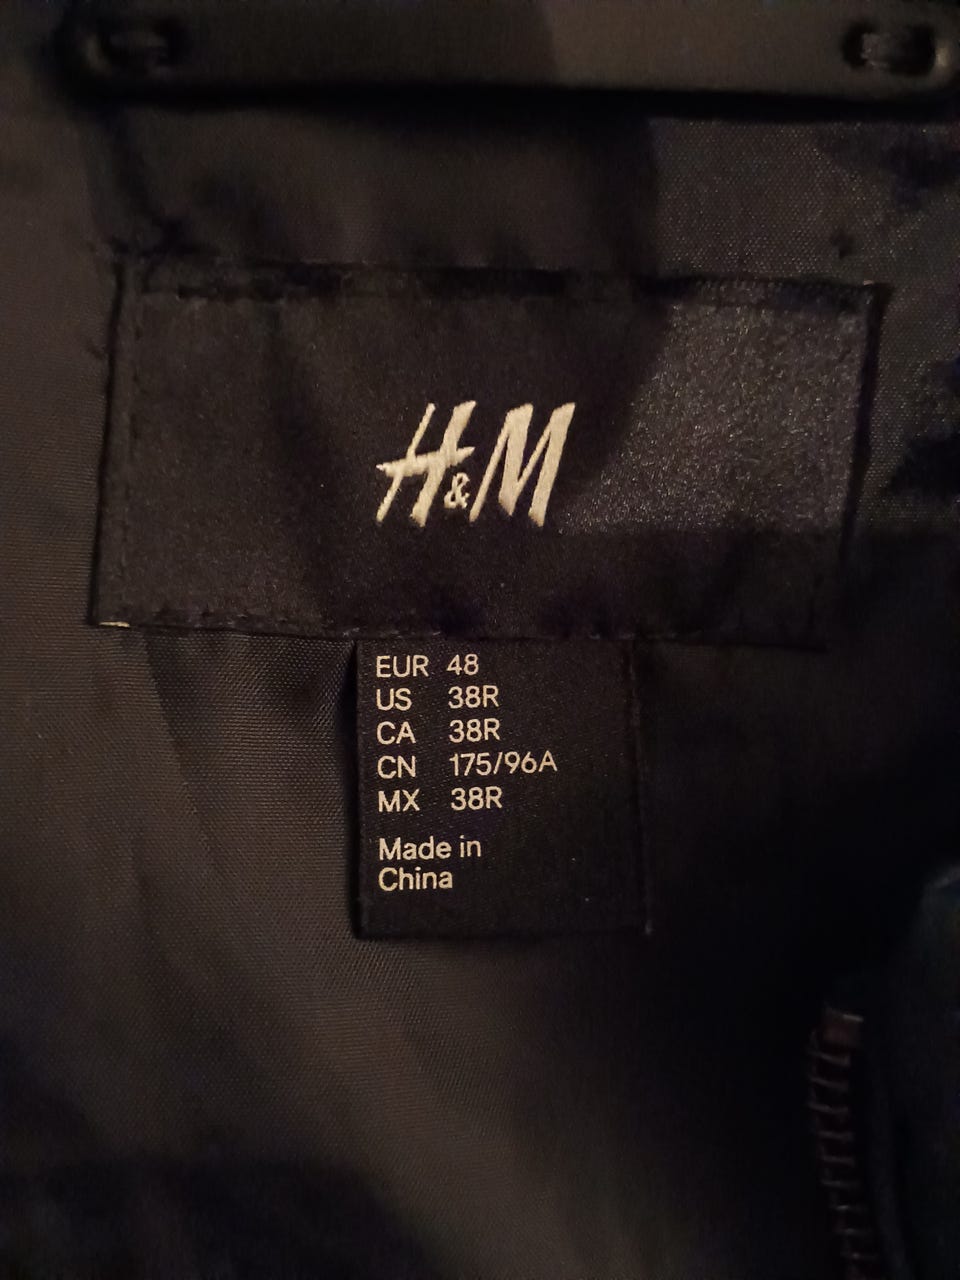 H&M
EUR 48
US 38R
CA 38R
CN 175/96A
MX 38R
Made in
China